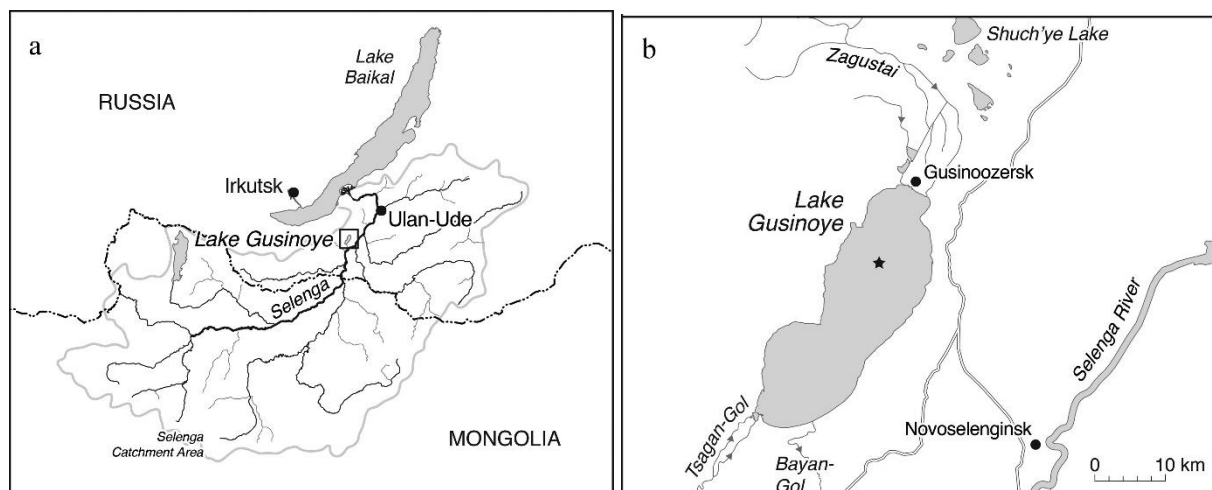 a
Lake
Baikal
RUSSIA
Irkutsk
Ulan-Ude
Lake Gusinoye
Selenga
Selenga
Catchment Area
MONGOLIA
b
Shuch'ye Lake
Zagustai
Gusinoozersk
Lake
Gusinoye
Selenga River
Novoselenginsk
Tsagan-Gol
Bayan-
Gol
0 10 km